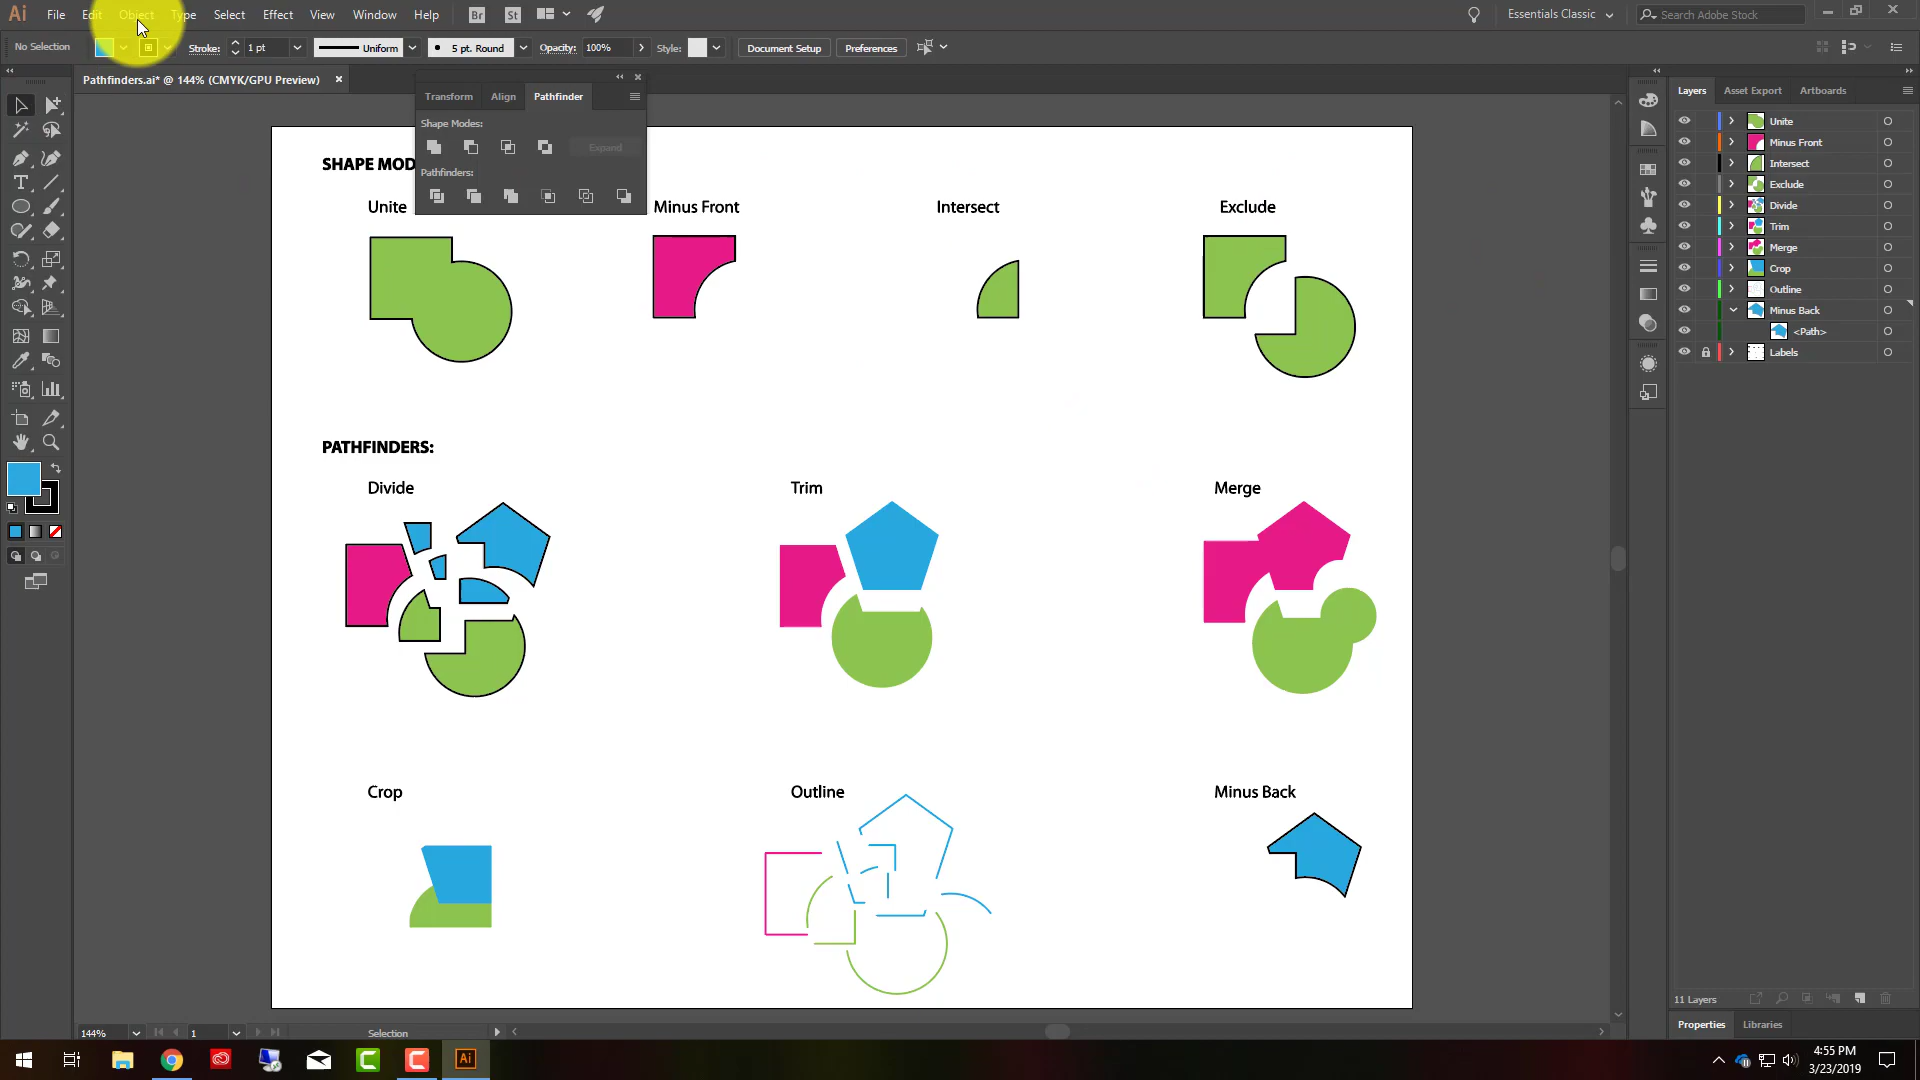 Ai File Edit Object Type Select Effect View Window Help Br St Essentials Classic Search Adobe Stock
No Selection Stroke: 1 pt Uniform 5 pt. Round Opacity: 100% Style: Document Setup Preferences
Pathfinders.ai* @ 144% (CMYK/GPU Preview)
Transform Align Pathfinder
Shape Modes:
Expand
Pathfinders:
Layers Asset Export Artboards
Unite
Minus Front
Intersect
Exclude
Divide
Trim
Merge
Crop
Outline
Minus Back
<Path>
Labels
SHAPE MOD
Unite Minus Front Intersect Exclude
PATHFINDERS:
Divide Trim Merge
Crop Outline Minus Back
11 Layers
Properties Libraries
144% 1 Selection
Ai
4:55 PM
3/23/2019